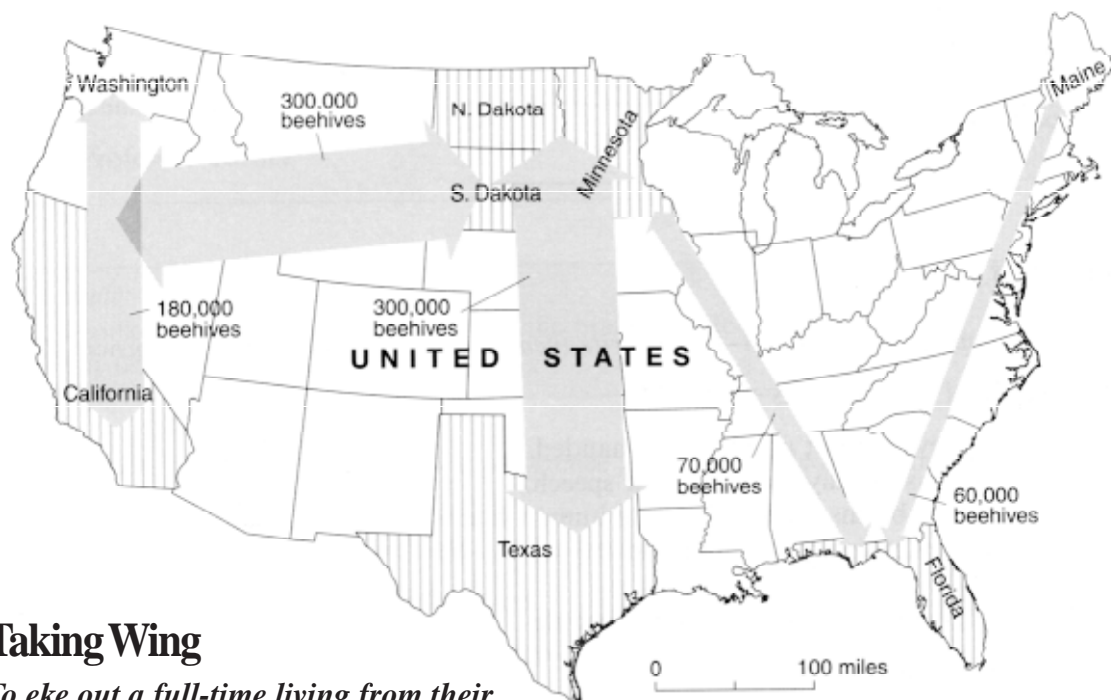 Washington
Maine
300.000
beehives
N. Dakota
Minnesota
S. Dakota
180,000
beehives
300,000
beehives
UNITED STATES
California
70,000
beehives
60,000
beehives
Texas
Florida
Taking Wing
0 100 miles
To eke out a full-time living from their